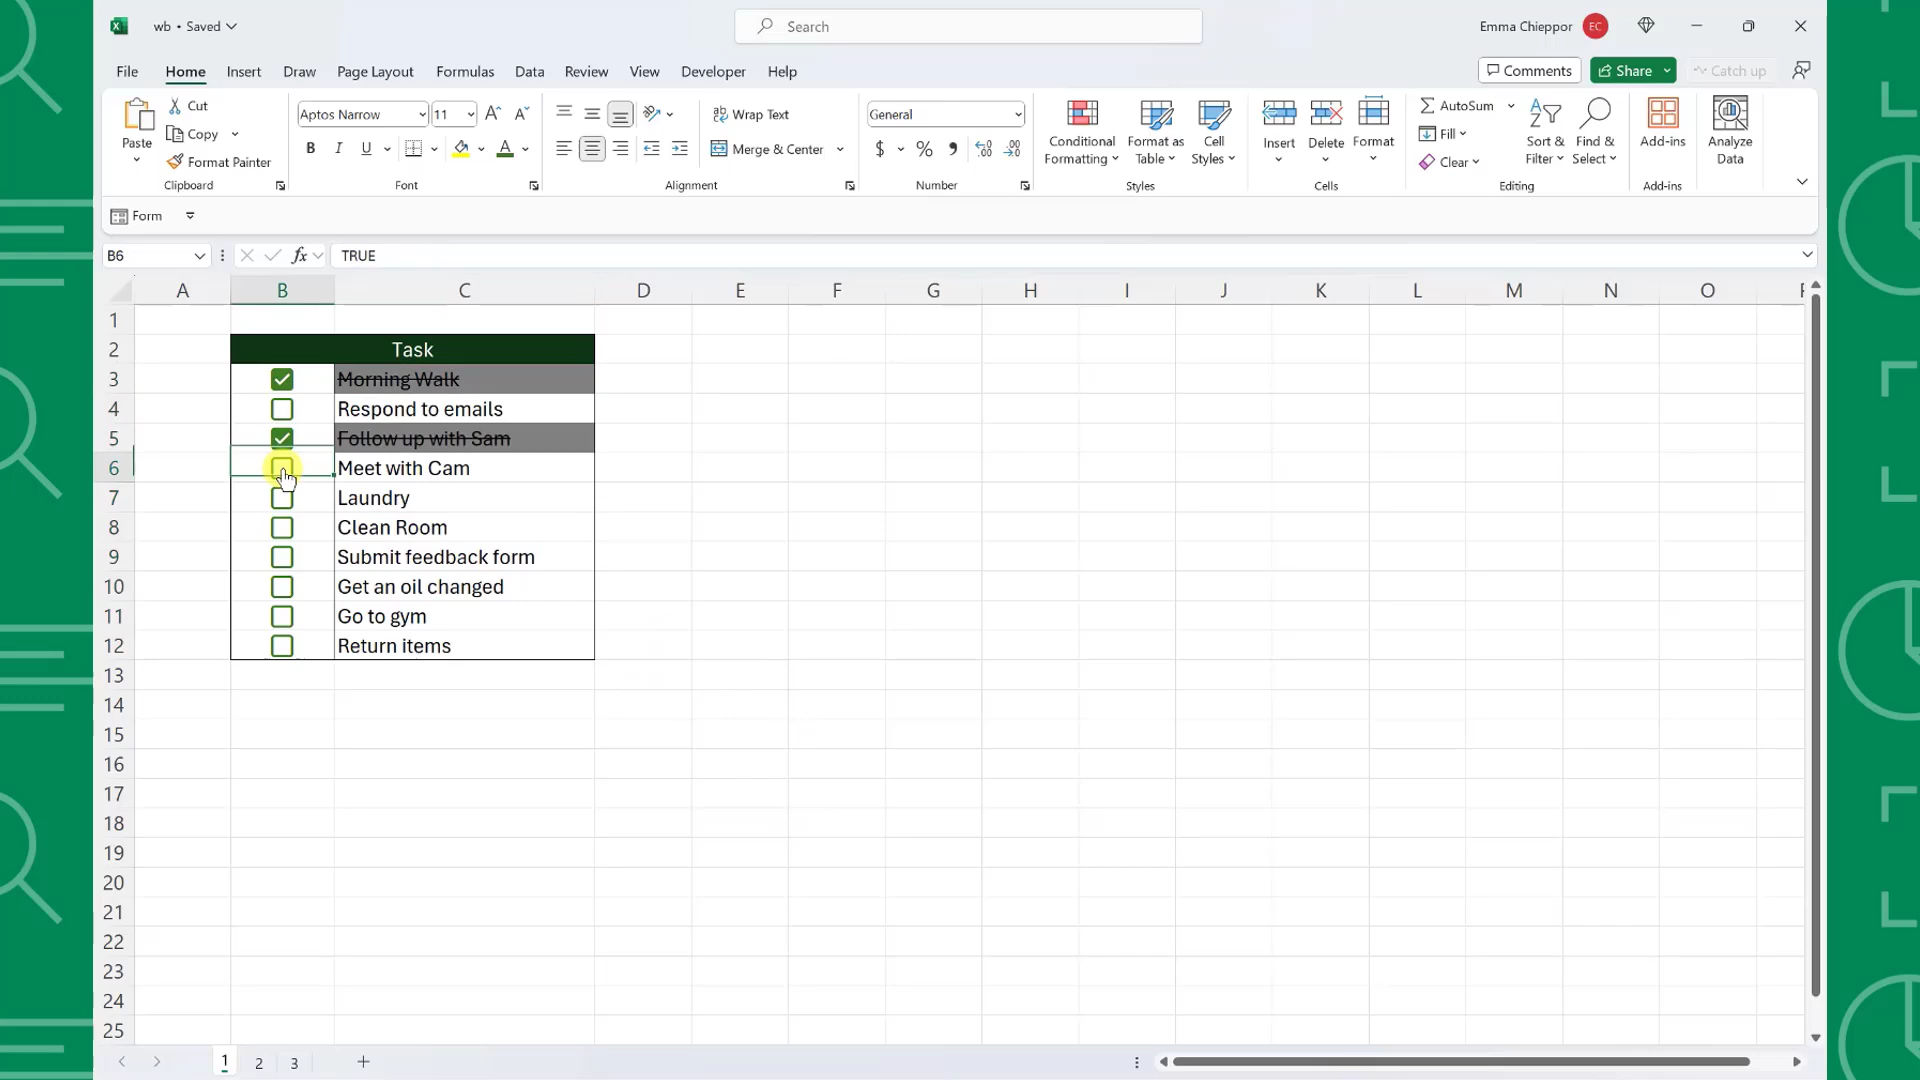 wb • Saved
Search
Emma Chieppor EC
File Home Insert Draw Page Layout Formulas Data Review View Developer Help
Comments Share Catch up
Paste
Cut
Copy
Format Painter
Clipboard
Aptos Narrow 11
B I U
Font
Wrap Text
Merge & Center
Alignment
General
$ % ,
Number
Conditional Formatting
Format as Table
Cell Styles
Styles
Insert Delete Format
Cells
AutoSum
Fill
Clear
Sort & Filter
Find & Select
Editing
Add-ins
Add-ins
Analyze Data
Form
B6 fx TRUE
A B C D E F G H I J K L M N O
1
2 Task
3 Morning Walk
4 Respond to emails
5 Follow up with Sam
6 Meet with Cam
7 Laundry
8 Clean Room
9 Submit feedback form
10 Get an oil changed
11 Go to gym
12 Return items
13
14
15
16
17
18
19
20
21
22
23
24
25
1 2 3 +